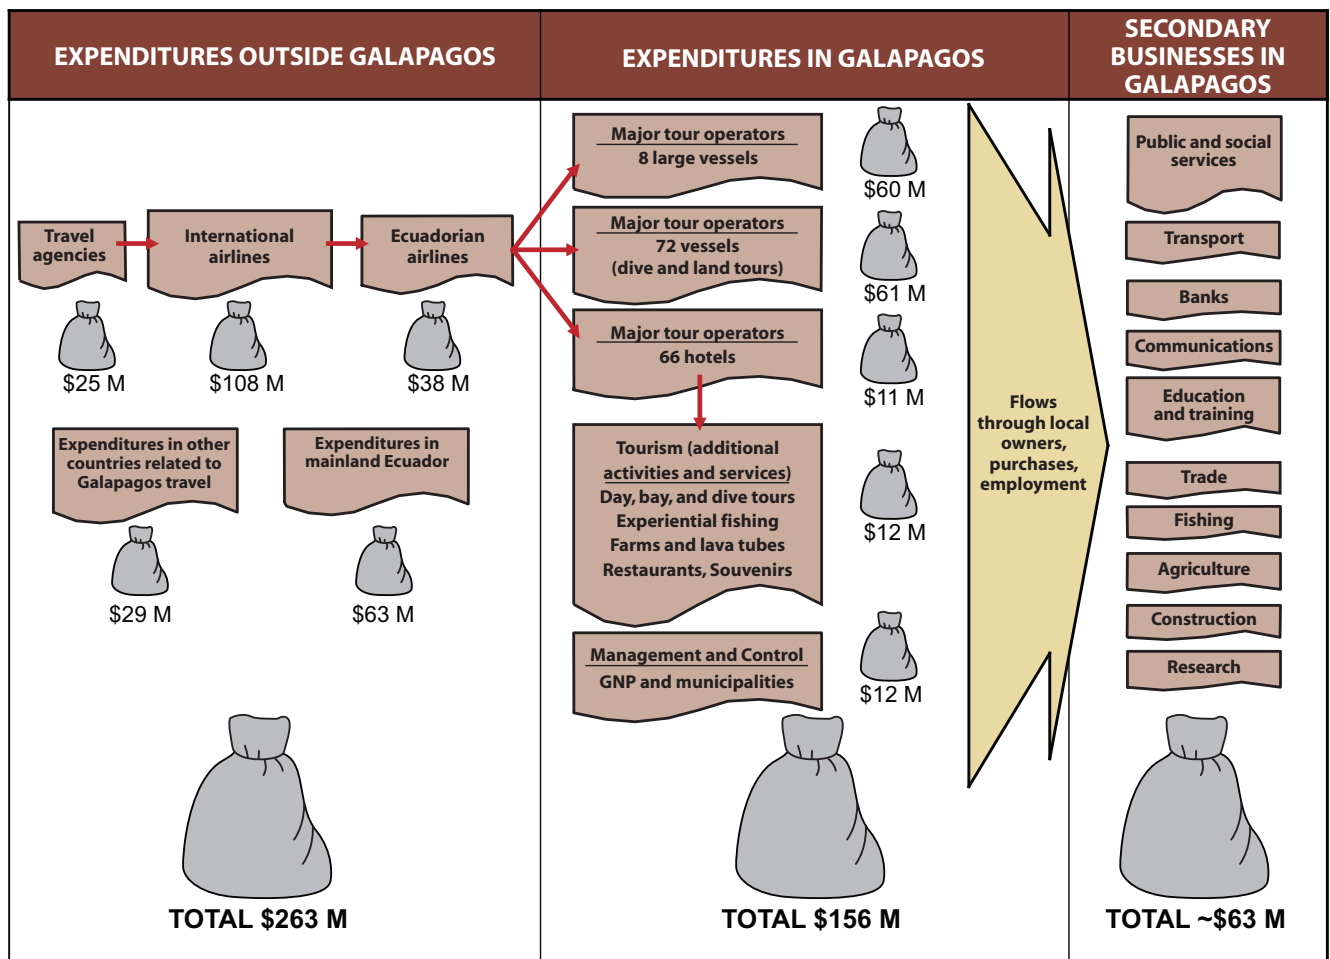 EXPENDITURES OUTSIDE GALAPAGOS
EXPENDITURES IN GALAPAGOS
SECONDARY
BUSINESSES IN
GALAPAGOS
Travel
agencies
$25 M
International
airlines
$108 M
Ecuadorian
airlines
$38 M
Expenditures in other
countries related to
Galapagos travel
$29 M
Expenditures in
mainland Ecuador
$63 M
TOTAL $263 M
Major tour operators
8 large vessels
$60 M
Major tour operators
72 vessels
(dive and land tours)
$61 M
Major tour operators
66 hotels
$11 M
Tourism (additional
activities and services)
Day, bay, and dive tours
Experiential fishing
Farms and lava tubes
Restaurants, Souvenirs
$12 M
Management and Control
GNP and municipalities
$12 M
TOTAL $156 M
Flows
through local
owners,
purchases,
employment
Public and social
services
Transport
Banks
Communications
Education
and training
Trade
Fishing
Agriculture
Construction
Research
TOTAL ~$63 M